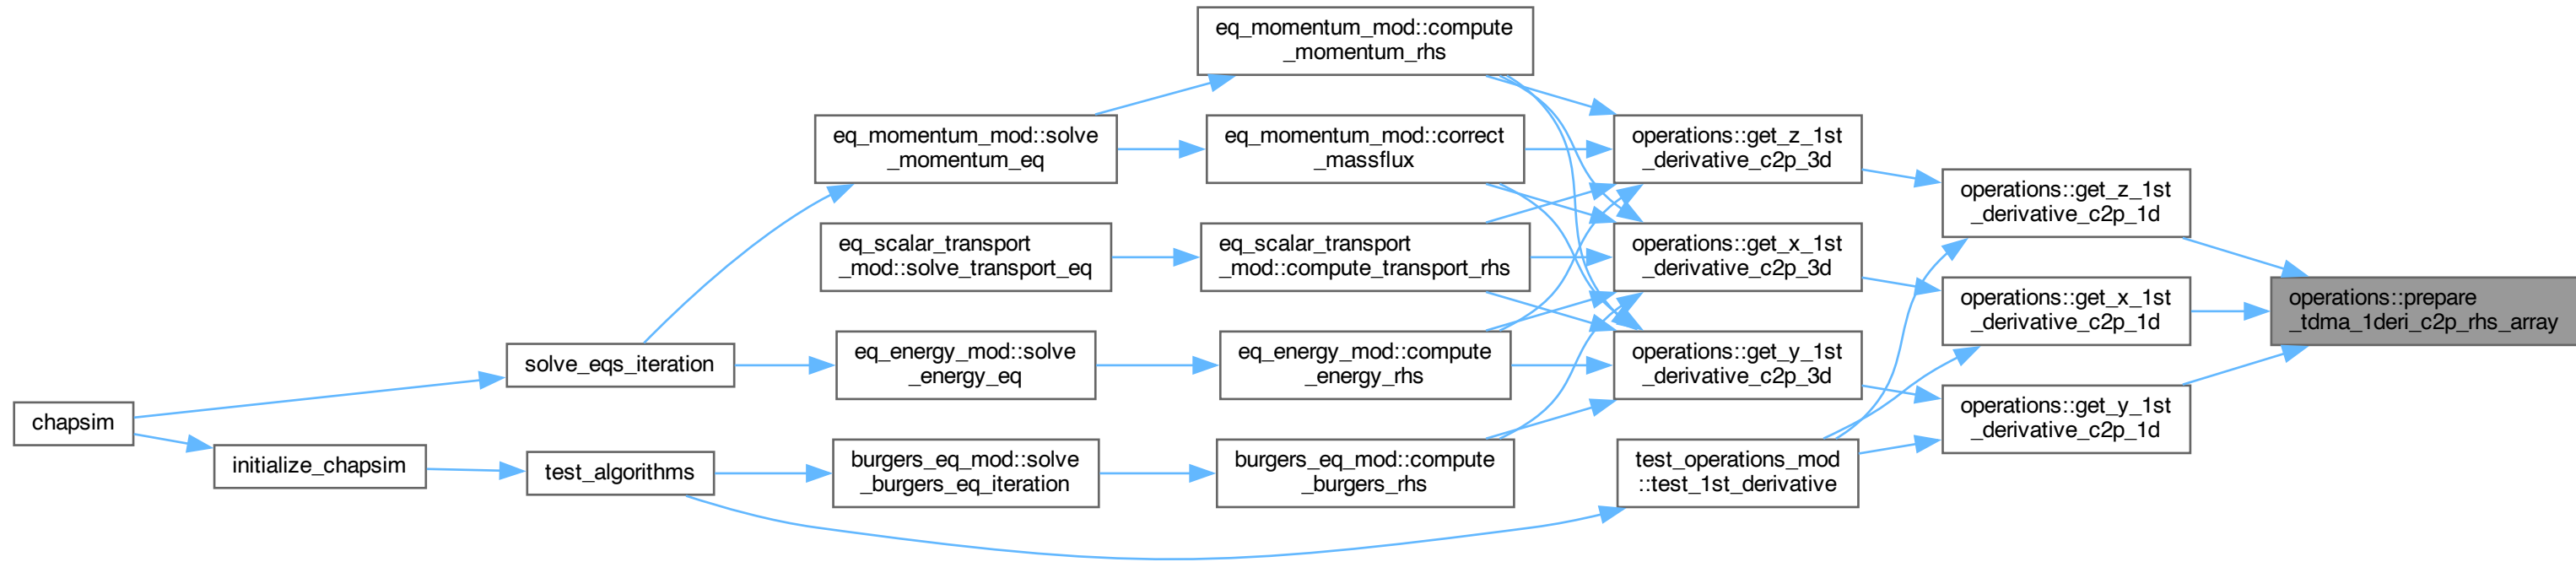 eq_momentum_mod::compute
_momentum_rhs
eq_momentum_mod::solve
_momentum_eq
eq_momentum_mod::correct
_massflux
operations::get_z_1st
_derivative_c2p_3d
operations::get_z_1st
_derivative_c2p_1d
eq_scalar_transport
_mod::solve_transport_eq
eq_scalar_transport
_mod::compute_transport_rhs
operations::get_x_1st
_derivative_c2p_3d
operations::get_x_1st
_derivative_c2p_1d
operations::prepare
_tdma_1deri_c2p_rhs_array
solve_eqs_iteration
eq_energy_mod::solve
_energy_eq
eq_energy_mod::compute
_energy_rhs
operations::get_y_1st
_derivative_c2p_3d
operations::get_y_1st
_derivative_c2p_1d
chapsim
initialize_chapsim
test_algorithms
burgers_eq_mod::solve
_burgers_eq_iteration
burgers_eq_mod::compute
_burgers_rhs
test_operations_mod
::test_1st_derivative